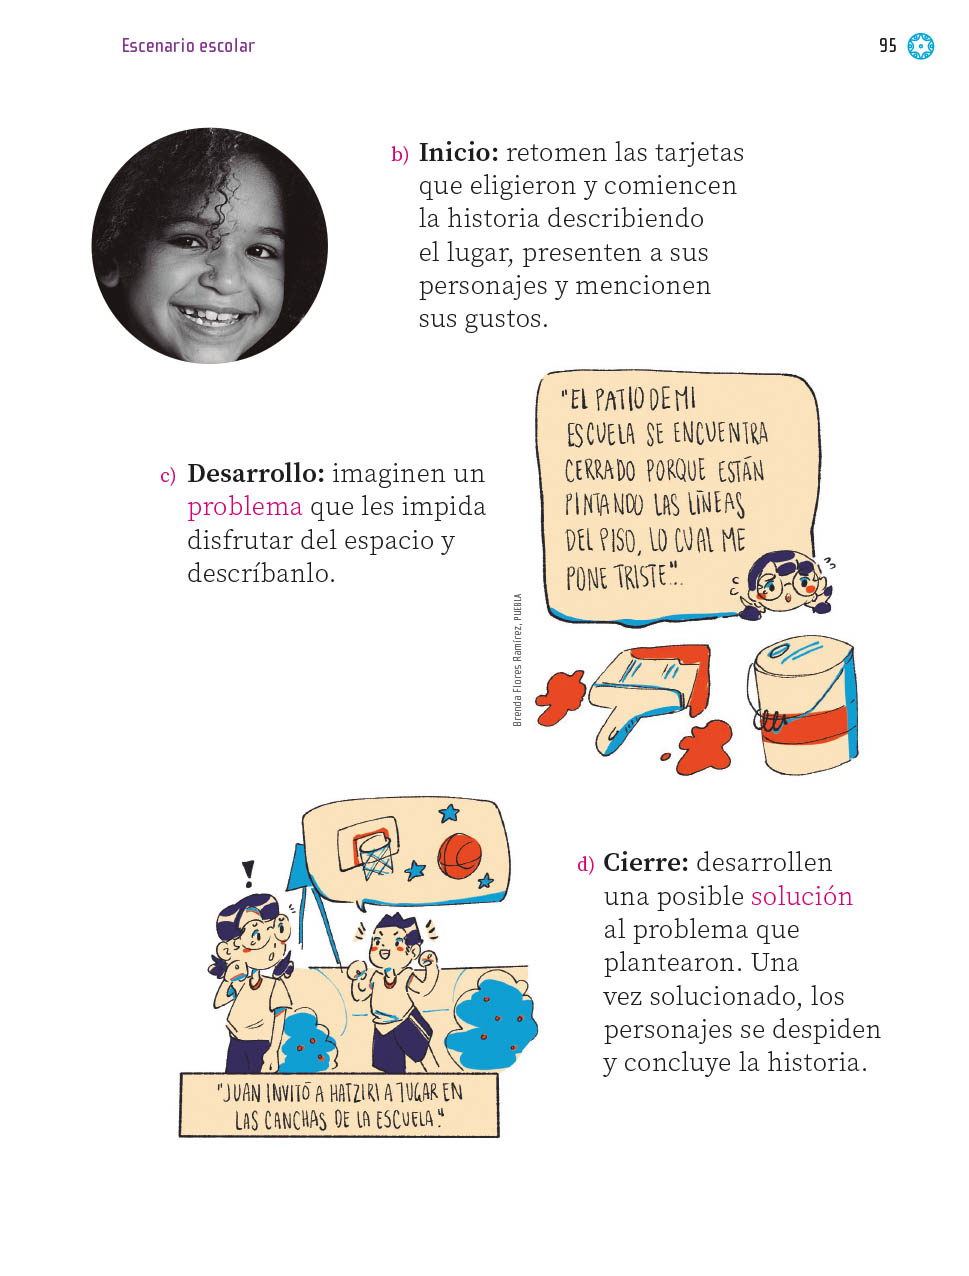 Escenario escolar
95
b) Inicio: retomen las tarjetas
que eligieron y comiencen
la historia describiendo
el lugar, presenten a sus
personajes y mencionen
sus gustos.
"EL PATIO DE MI
ESCUELA SE ENCUENTRA
CERRADO PORQUE ESTÁN
PINTANDO LAS LÍNEAS
DEL PISO, LO CUAL ME
PONE TRISTE"...
c) Desarrollo: imaginen un
problema que les impida
disfrutar del espacio y
descríbanlo.
Brenda Flores Ramírez, PUEBLA
d) Cierre: desarrollen
una posible solución
al problema que
plantearon. Una
vez solucionado, los
personajes se despiden
y concluye la historia.
!
"JUAN INVITÓ A HATZIRI A JUGAR EN
LAS CANCHAS DE LA ESCUELA."